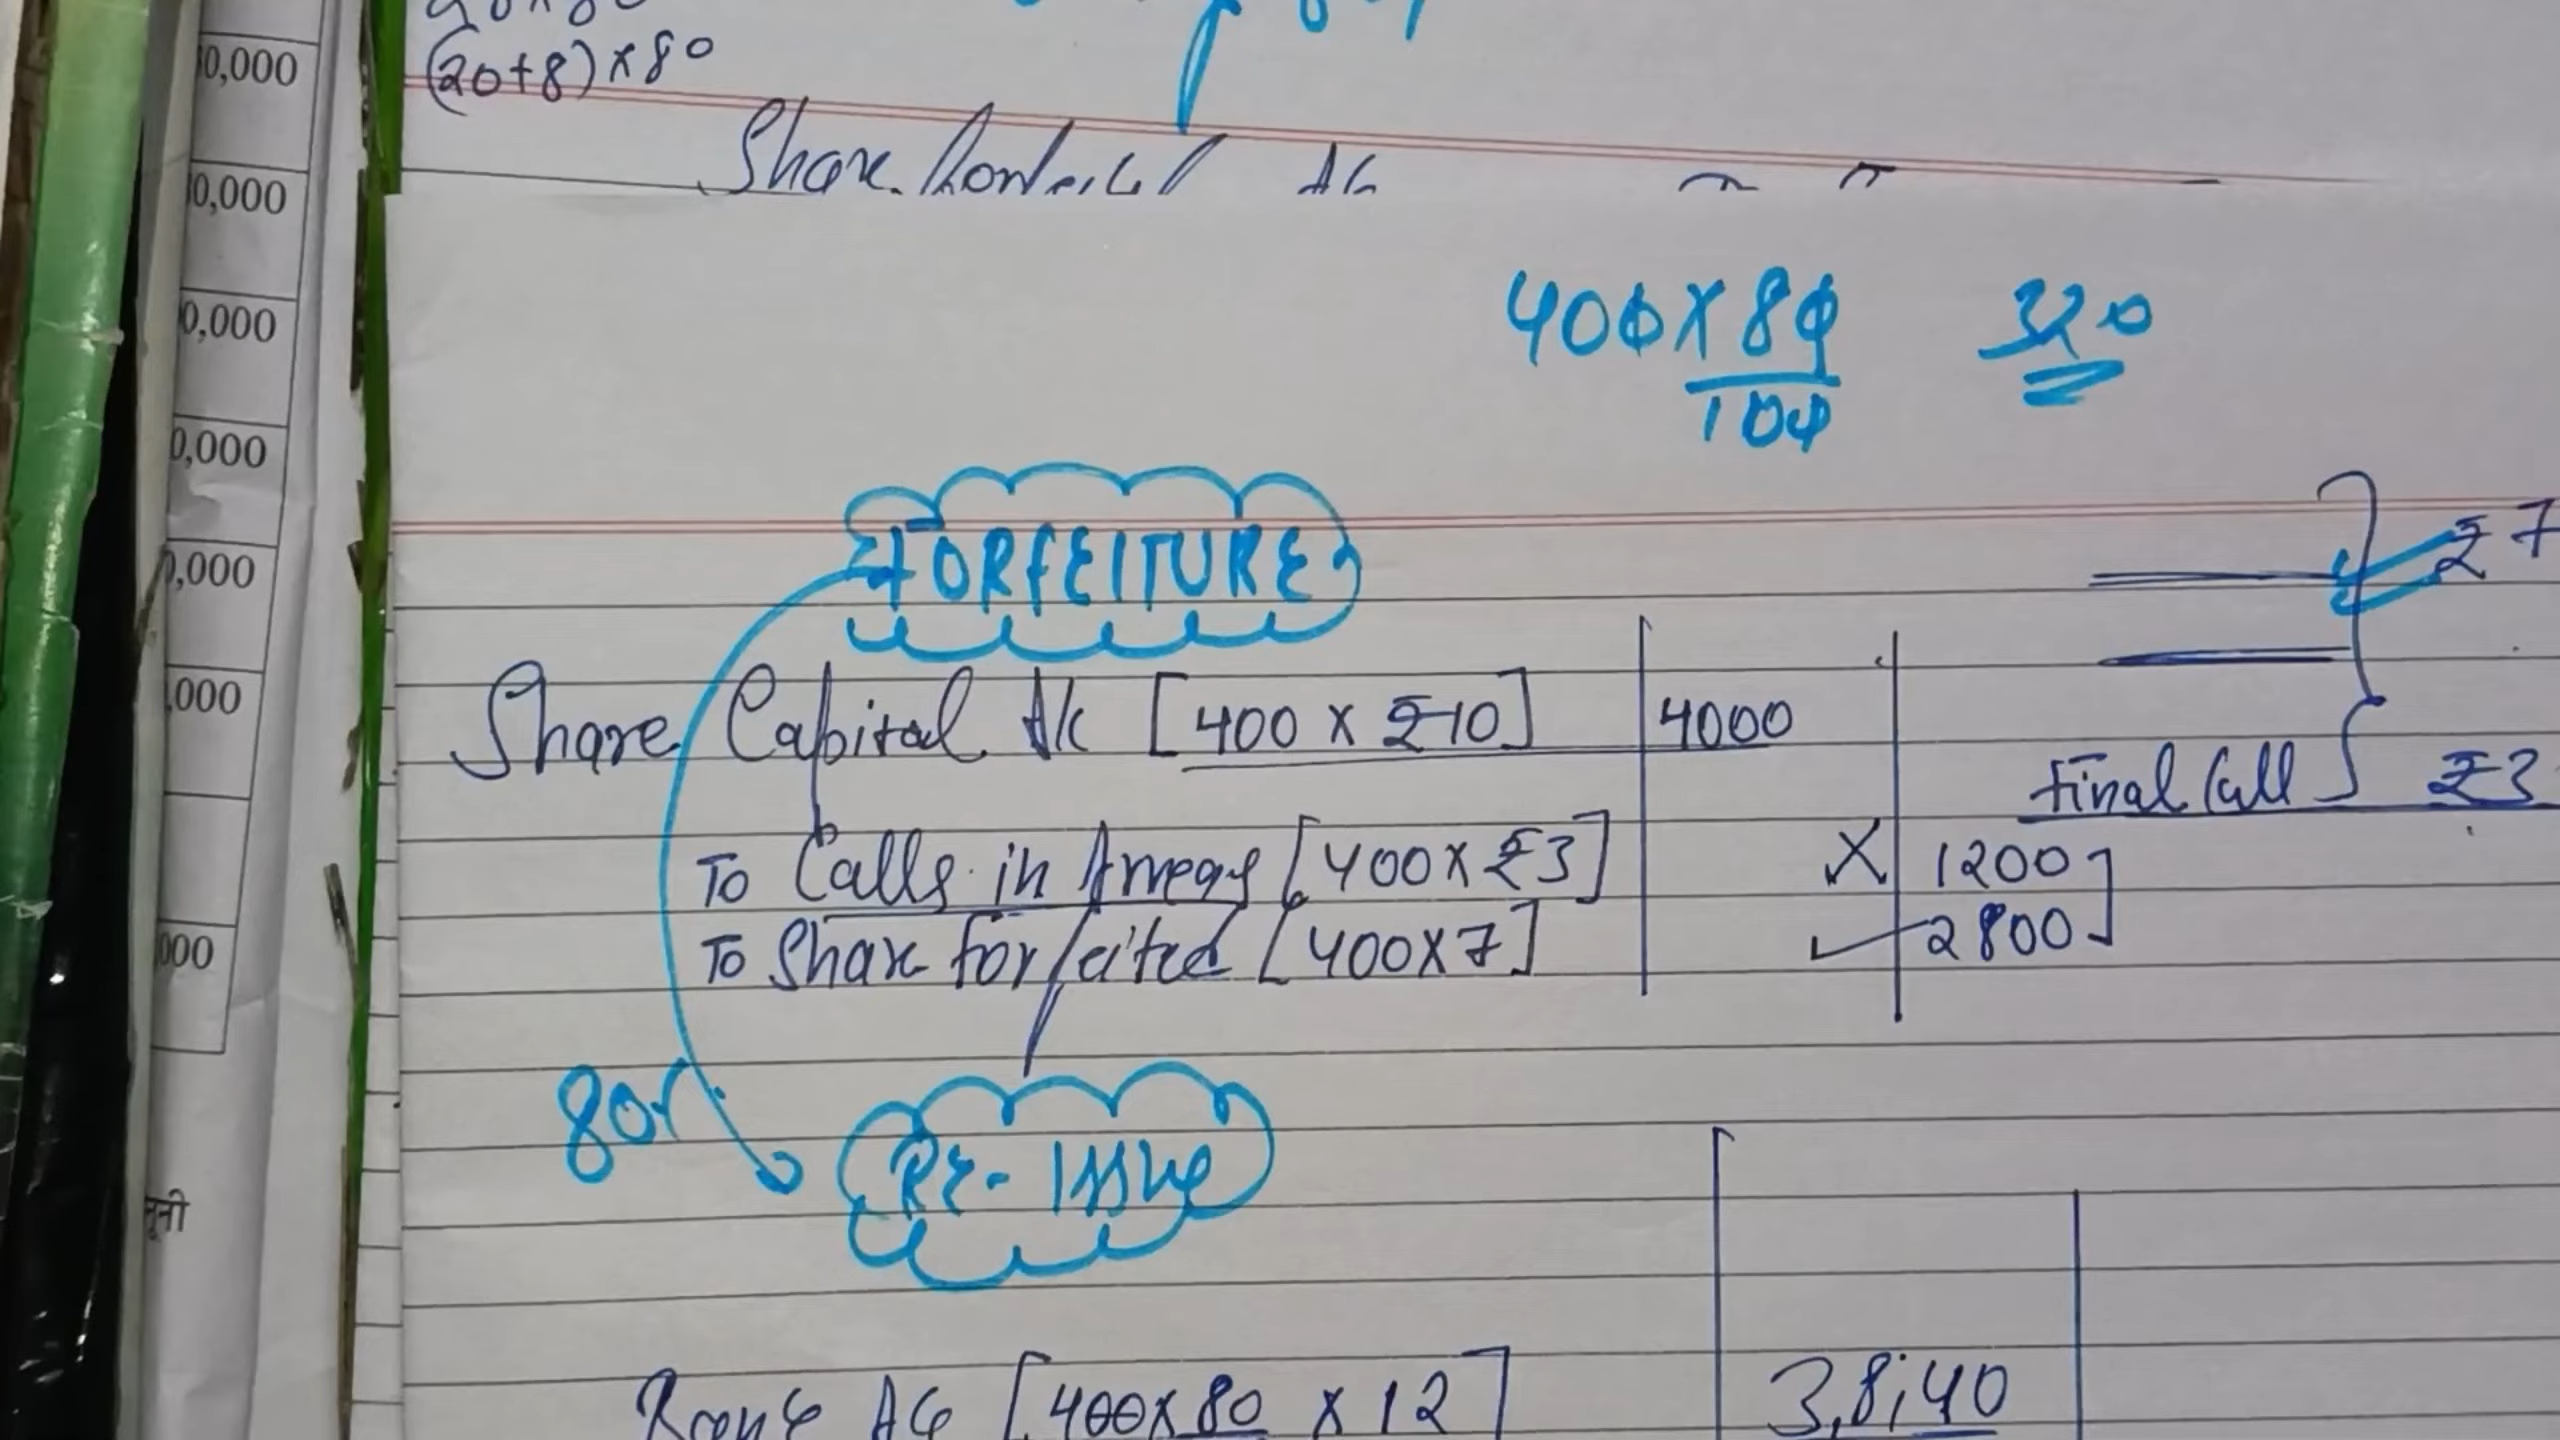 0,000
0,000
0,000
0,000
0,000
,000
000
(20+8) x 80
Share
400 x 80
100
320
FORFEITURE
₹7
Share Capital A/c [400 x ₹10] 4000
Final Call ₹3
To Calls in Arrears [400 x ₹3] X 1200
To Share forfeited [400 x 7] ✓ 2800
80%
RE-ISSUE
Bank A/c [400 x 80 x 12] 3,840